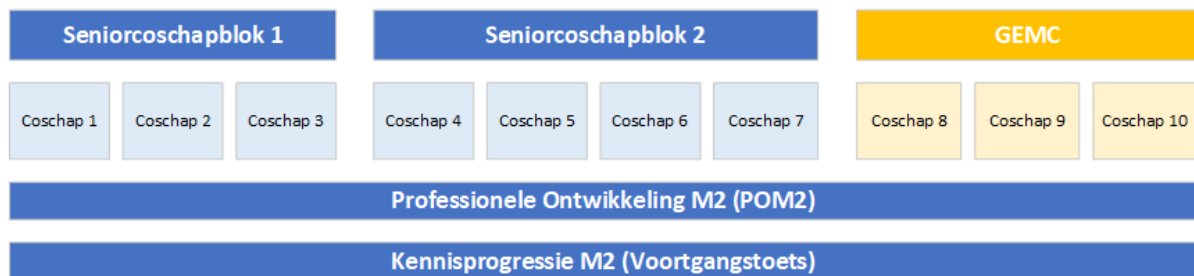 Seniorcoschapblok 1
Seniorcoschapblok 2
GEMC
Coschap 1
Coschap 2
Coschap 3
Coschap 4
Coschap 5
Coschap 6
Coschap 7
Coschap 8
Coschap 9
Coschap 10
Professionele Ontwikkeling M2 (POM2)
Kennisprogressie M2 (Voortgangstoets)